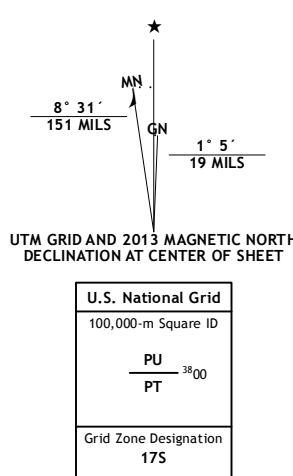 ★
MN
8° 31´
151 MILS
GN
1° 5´
19 MILS
UTM GRID AND 2013 MAGNETIC NORTH
DECLINATION AT CENTER OF SHEET
U.S. National Grid
100,000-m Square ID
PU
3800
PT
Grid Zone Designation
17S